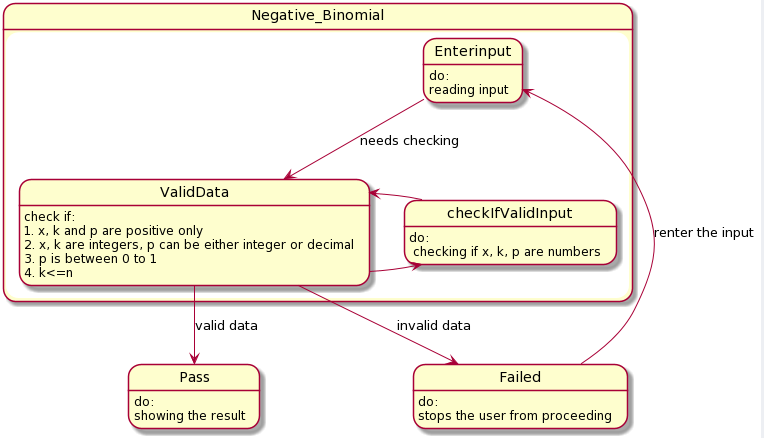 Negative_Binomial
Enterinput
do:
reading input
needs checking
ValidData
check if:
1. x, k and p are positive only
2. x, k are integers, p can be either integer or decimal
3. p is between 0 to 1
4. k<=n
checkIfValidInput
do:
checking if x, k, p are numbers
renter the input
valid data
invalid data
Pass
do:
showing the result
Failed
do:
stops the user from proceeding